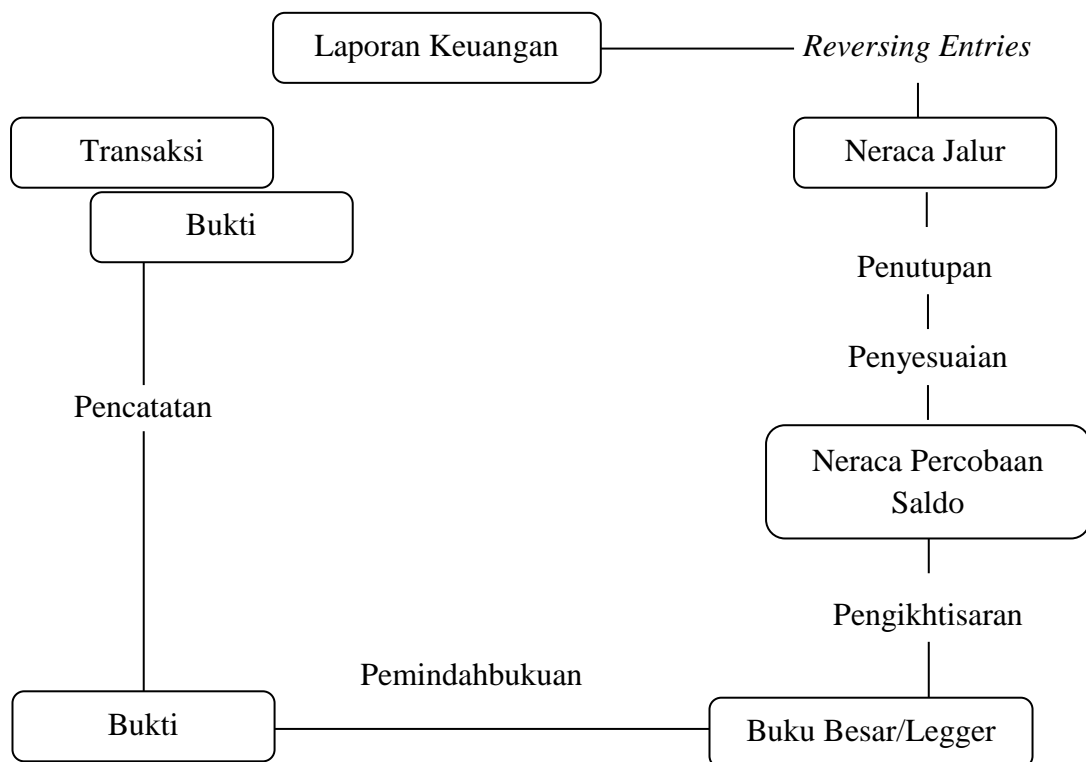 Laporan Keuangan
Reversing Entries
Transaksi
Neraca Jalur
Bukti
Penutupan
Penyesuaian
Pencatatan
Neraca Percobaan
Saldo
Pengikhtisaran
Pemindahbukuan
Bukti
Buku Besar/Legger